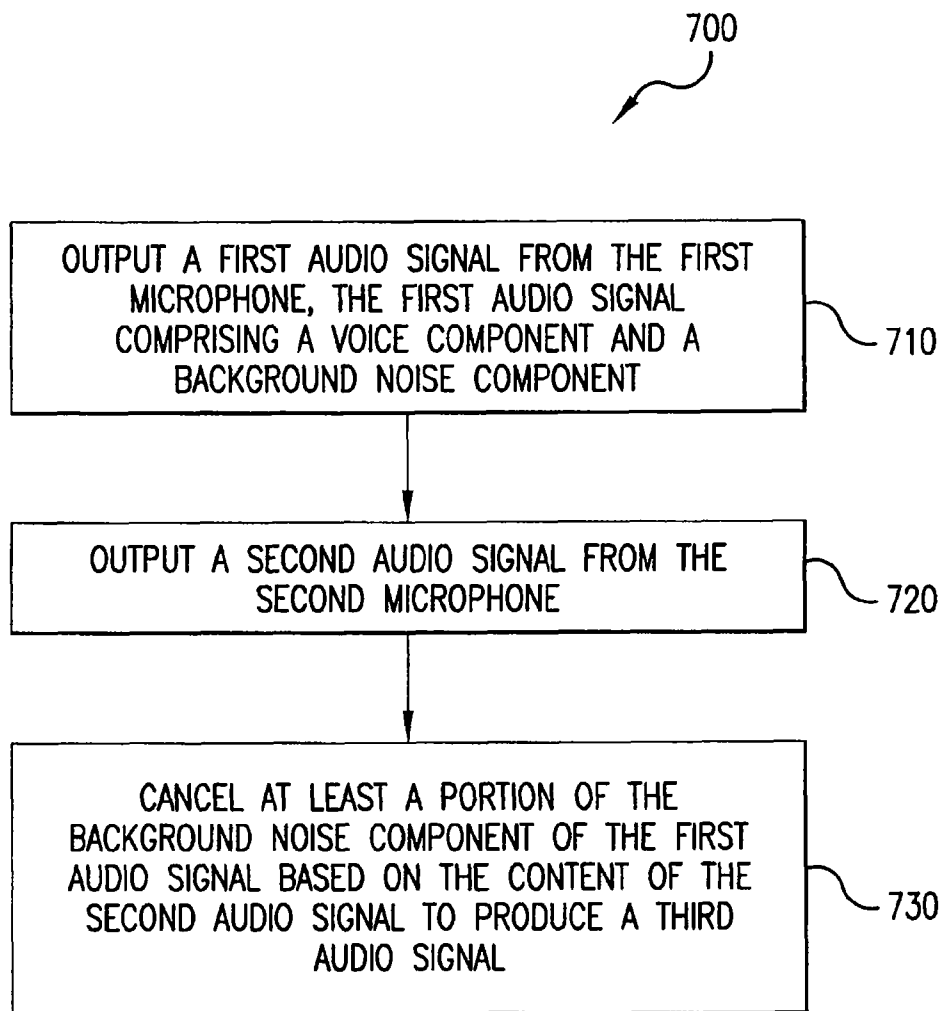 700
OUTPUT A FIRST AUDIO SIGNAL FROM THE FIRST
MICROPHONE, THE FIRST AUDIO SIGNAL
COMPRISING A VOICE COMPONENT AND A
BACKGROUND NOISE COMPONENT
710
OUTPUT A SECOND AUDIO SIGNAL FROM THE
SECOND MICROPHONE
720
CANCEL AT LEAST A PORTION OF THE
BACKGROUND NOISE COMPONENT OF THE FIRST
AUDIO SIGNAL BASED ON THE CONTENT OF THE
SECOND AUDIO SIGNAL TO PRODUCE A THIRD
AUDIO SIGNAL
730